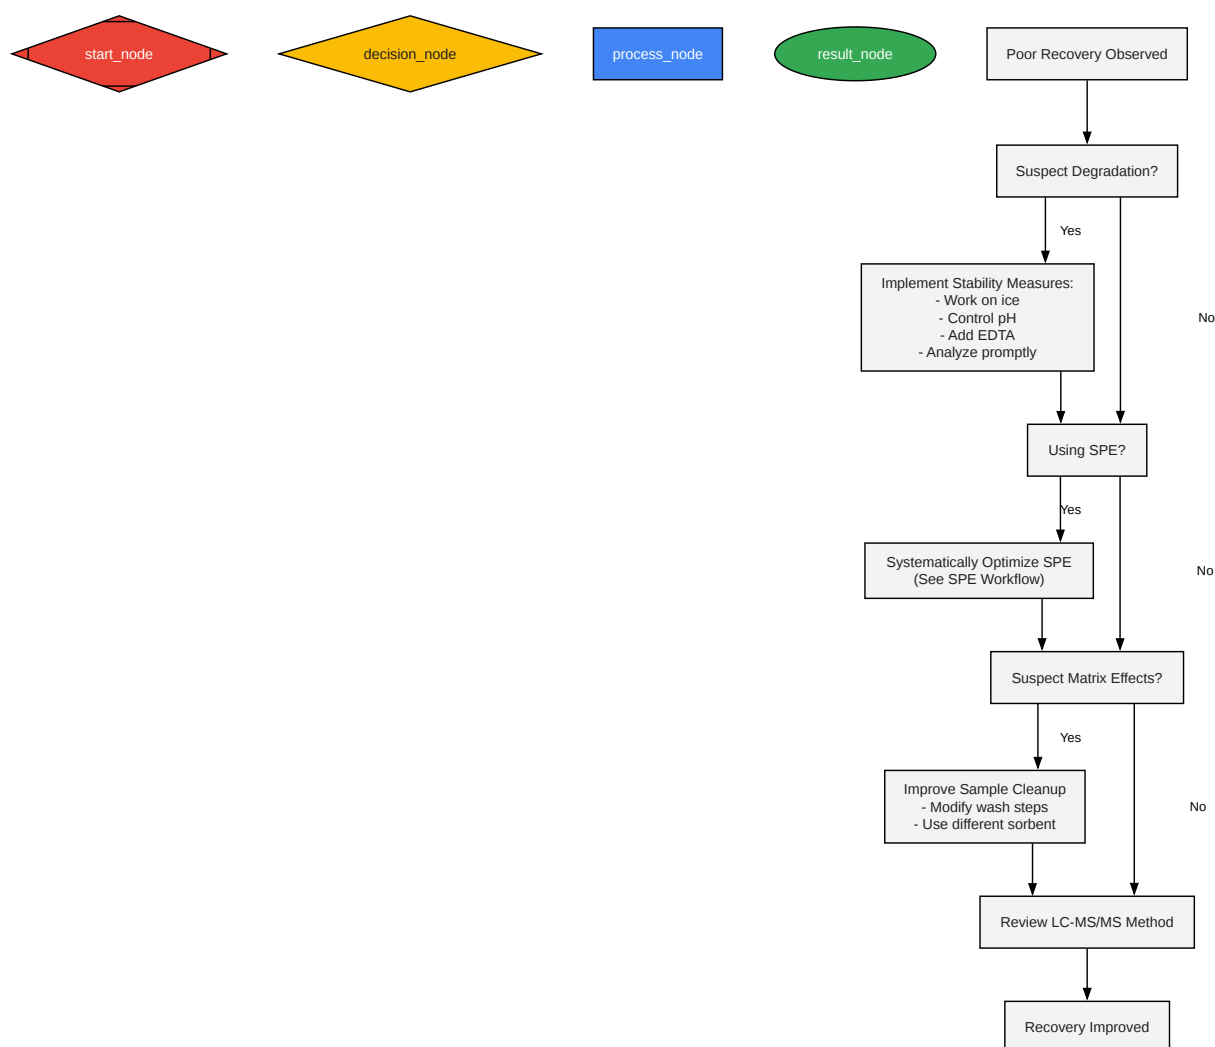 start_node
decision_node
process_node
result_node
Poor Recovery Observed
Suspect Degradation?
Yes
Implement Stability Measures:
- Work on ice
- Control pH
- Add EDTA
- Analyze promptly
No
Using SPE?
Yes
Systematically Optimize SPE
(See SPE Workflow)
No
Suspect Matrix Effects?
Yes
Improve Sample Cleanup
- Modify wash steps
- Use different sorbent
No
Review LC-MS/MS Method
Recovery Improved